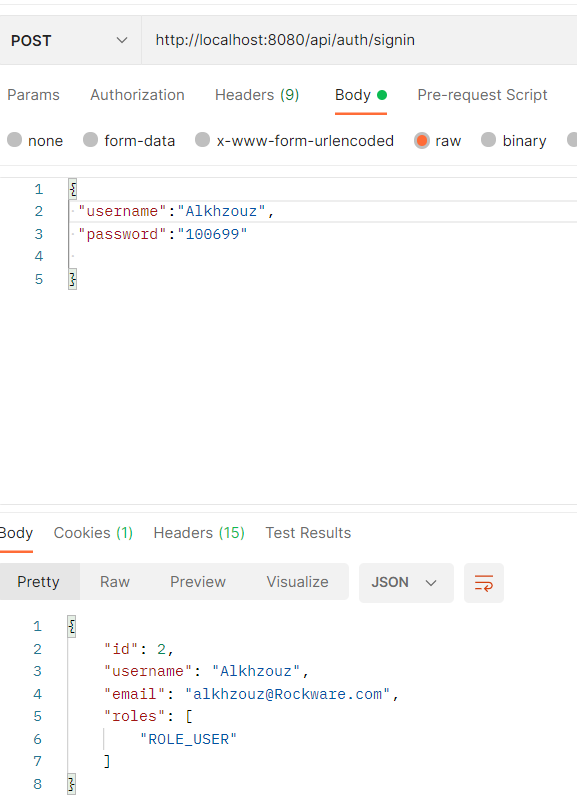 POST http://localhost:8080/api/auth/signin
Params Authorization Headers (9) Body Pre-request Script
none form-data x-www-form-urlencoded raw binary
1 {
2 "username":"Alkhzouz",
3 "password":"100699"
4
5 }
Body Cookies (1) Headers (15) Test Results
Pretty Raw Preview Visualize JSON
1 {
2 "id": 2,
3 "username": "Alkhzouz",
4 "email": "alkhzouz@Rockware.com",
5 "roles": [
6 "ROLE_USER"
7 ]
8 }